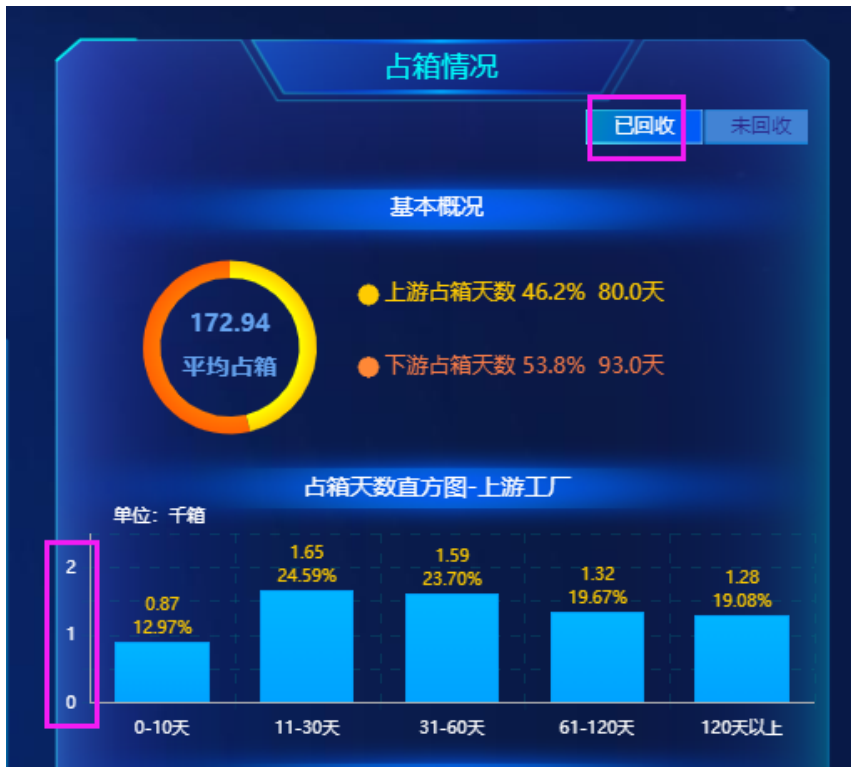 占箱情况
已回收 未回收
基本概况
172.94
平均占箱
上游占箱天数 46.2% 80.0天
下游占箱天数 53.8% 93.0天
占箱天数直方图-上游工厂
单位：千箱
2
1
0
0.87
12.97%
1.65
24.59%
1.59
23.70%
1.32
19.67%
1.28
19.08%
0-10天 11-30天 31-60天 61-120天 120天以上